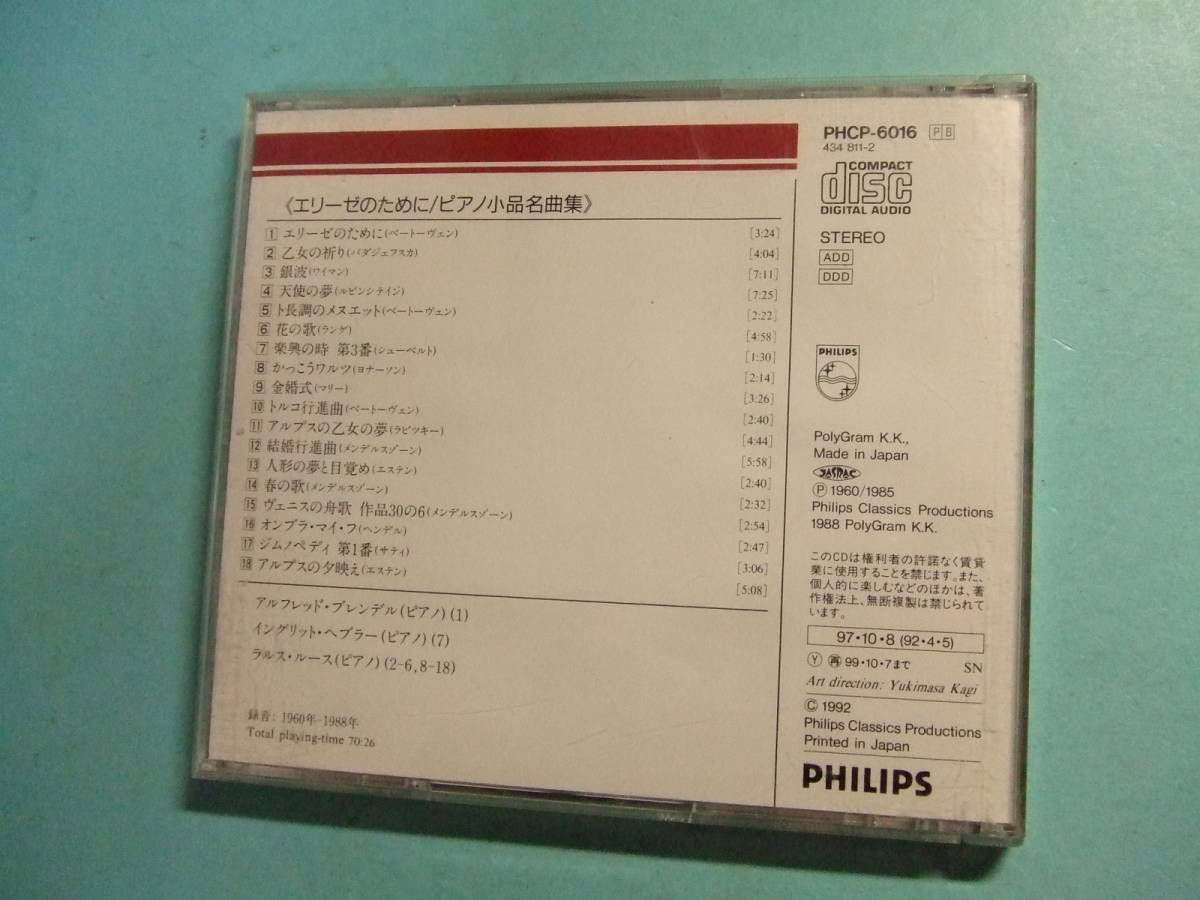 《エリーゼのために/ピアノ小品名曲集》
1 エリーゼのために(ベートーヴェン) [3:24]
2 乙女の祈り(バダジェフスカ) [4:04]
3 銀波(ワイマン) [7:11]
4 天使の夢(ルビンシテイン) [7:25]
5 ト長調のメヌエット(ベートーヴェン) [2:22]
6 花の歌(ランゲ) [4:58]
7 楽興の時 第3番(シューベルト) [1:30]
8 かっこうワルツ(ヨナーソン) [2:14]
9 金婚式(マリー) [3:26]
10 トルコ行進曲(ベートーヴェン) [2:40]
11 アルプスの乙女の夢(ラビツキー) [4:44]
12 結婚行進曲(メンデルスゾーン) [5:58]
13 人形の夢と目覚め(エステン) [2:40]
14 春の歌(メンデルスゾーン) [2:32]
15 ヴェニスの舟歌 作品30の6(メンデルスゾーン) [2:54]
16 オンブラ・マイ・フ(ヘンデル) [2:47]
17 ジムノペディ 第1番(サティ) [3:06]
18 アルプスの夕映え(エステン) [5:08]
アルフレッド・ブレンデル(ピアノ)(1)
イングリット・ヘブラー(ピアノ)(7)
ラルス・ルース(ピアノ)(2-6,8-18)
録音: 1960年-1988年
Total playing-time 70:26
PHCP-6016 PB
434 811-2
COMPACT
disc
DIGITAL AUDIO
STEREO
ADD
DDD
PHILIPS
PolyGram K.K.,
Made in Japan
JASRAC
Ⓟ1960/1985
Philips Classics Productions
1988 PolyGram K.K.
このCDは権利者の許諾なく賃貸
業に使用することを禁じます。また、
個人的に楽しむなどのほかは、著
作権法上、無断複製は禁じられて
います。
97・10・8 (92・4・5)
Ⓨ 再 99・10・7まで SN
Art direction: Yukimasa Kagi
© 1992
Philips Classics Productions
Printed in Japan
PHILIPS